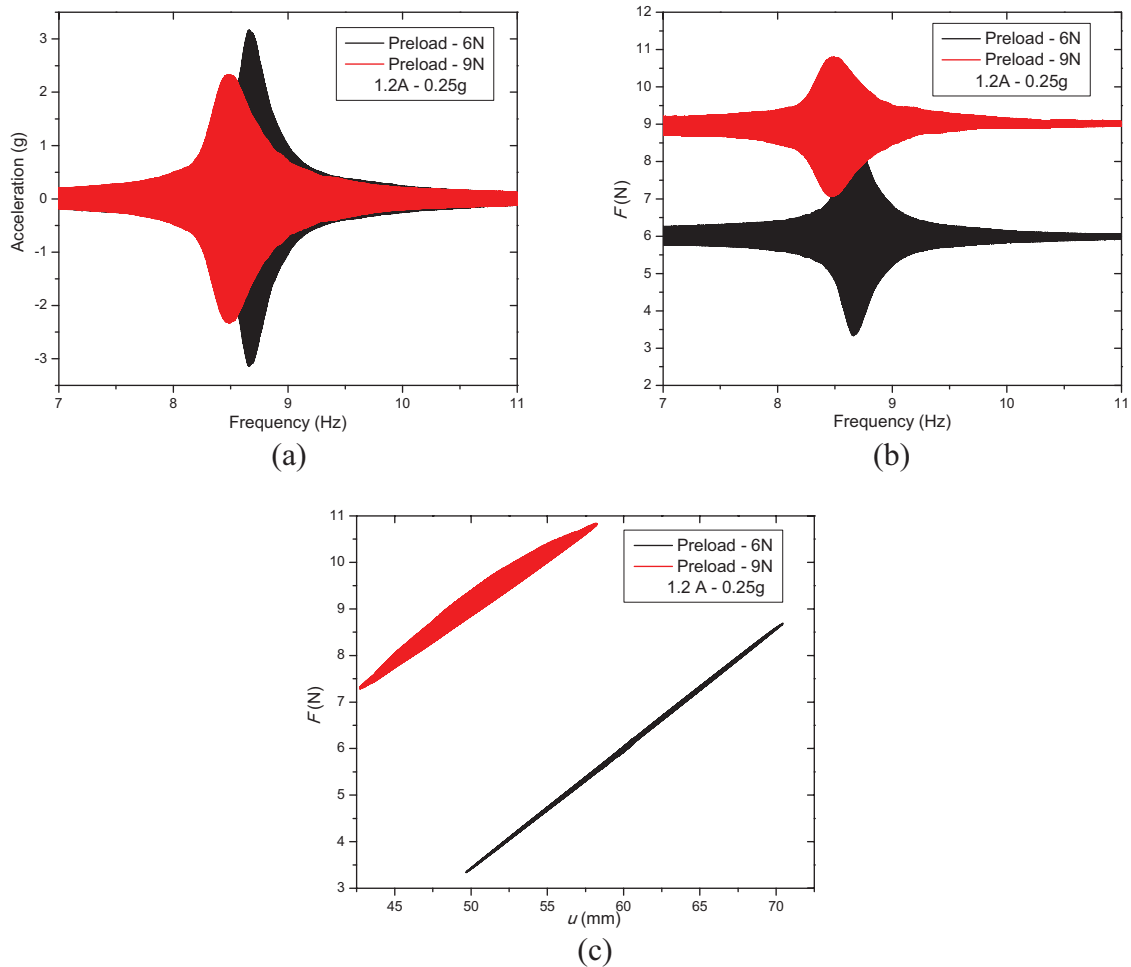 Preload - 6N
Preload - 9N
1.2A - 0.25g
Acceleration (g)
3
2
1
0
-1
-2
-3
7 8 9 10 11
Frequency (Hz)
(a)
Preload - 6N
Preload - 9N
1.2A - 0.25g
F (N)
12
11
10
9
8
7
6
5
4
3
2
7 8 9 10 11
Frequency (Hz)
(b)
Preload - 6N
Preload - 9N
1.2 A - 0.25g
F (N)
11
10
9
8
7
6
5
4
3
45 50 55 60 65 70
u (mm)
(c)